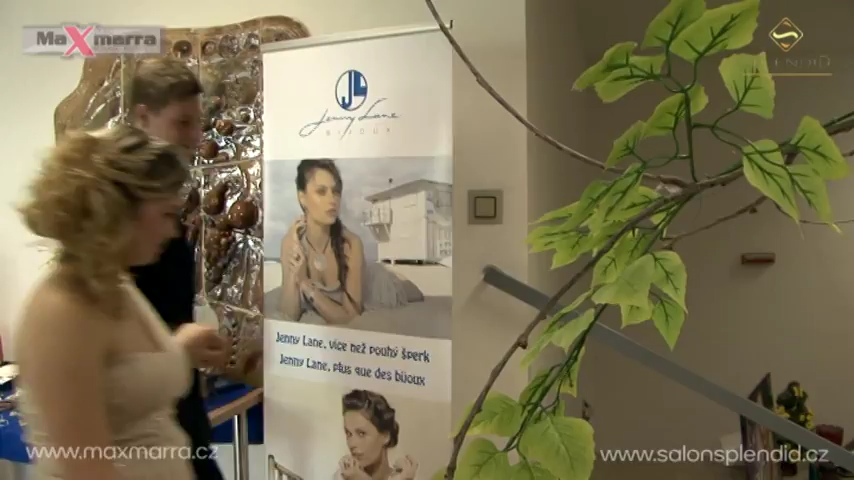 MaXmarra
JL
Jenny Lane
BIJOUX
Jenny Lane, více než pouhý šperk
Jenny Lane, plus que des bijoux
www.maxmarra.cz
www.salonsplendid.cz